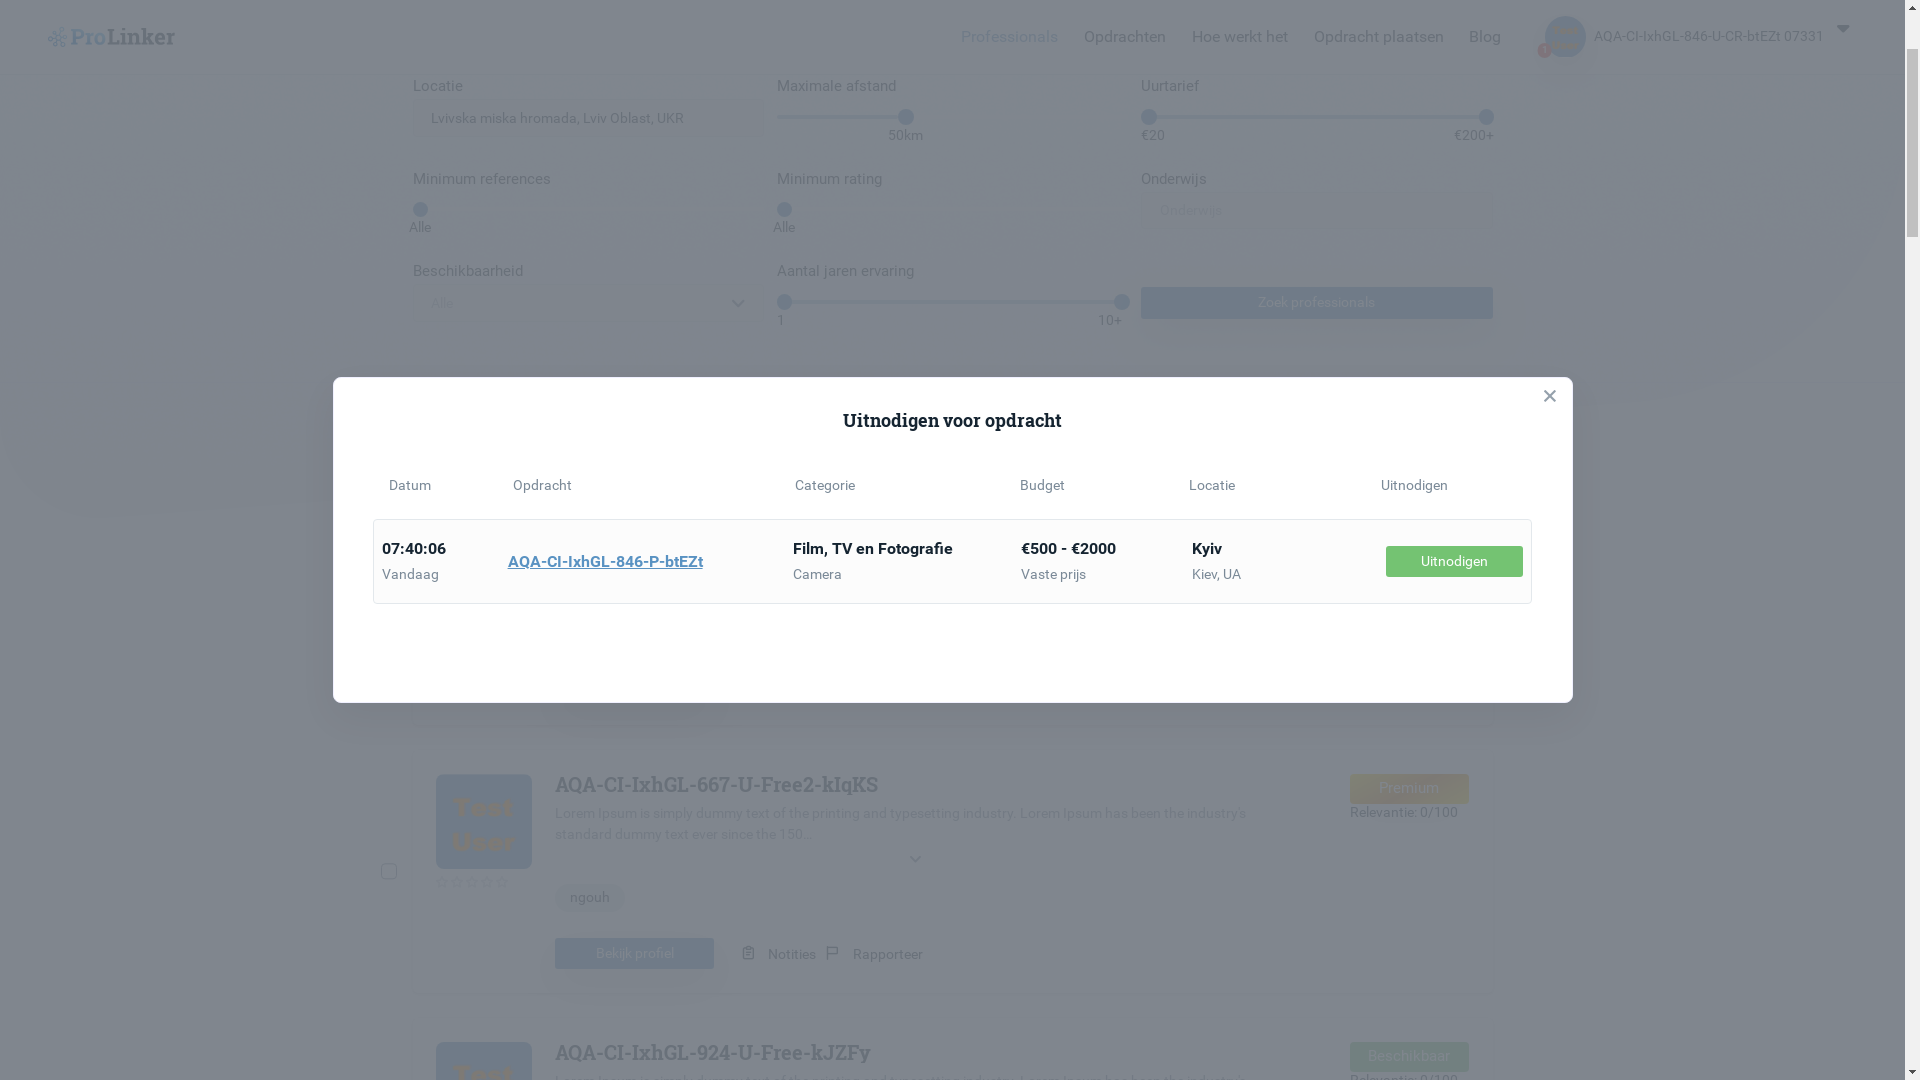 ProLinker
Professionals
Opdrachten
Hoe werkt het
Opdracht plaatsen
Blog
1
AQA-CI-IxhGL-846-U-CR-btEZt 07331
Locatie
Maximale afstand
Uurtarief
Lvivska miska hromada, Lviv Oblast, UKR
50km
€20
€200+
Minimum references
Minimum rating
Onderwijs
Onderwijs
Alle
Alle
Beschikbaarheid
Aantal jaren ervaring
Alle
Zoek professionals
1
10+
Uitnodigen voor opdracht
Datum
Opdracht
Categorie
Budget
Locatie
Uitnodigen
07:40:06
Vandaag
AQA-CI-IxhGL-846-P-btEZt
Film, TV en Fotografie
Camera
€500 - €2000
Vaste prijs
Kyiv
Kiev, UA
Uitnodigen
Test
User
AQA-CI-IxhGL-667-U-Free2-kIqKS
Lorem Ipsum is simply dummy text of the printing and typesetting industry. Lorem Ipsum has been the industry's
standard dummy text ever since the 150...
Premium
Relevantie: 0/100
ngouh
Bekijk profiel
Notities
Rapporteer
Test
AQA-CI-IxhGL-924-U-Free-kJZFy
Beschikbaar
Relevantie: 0/100